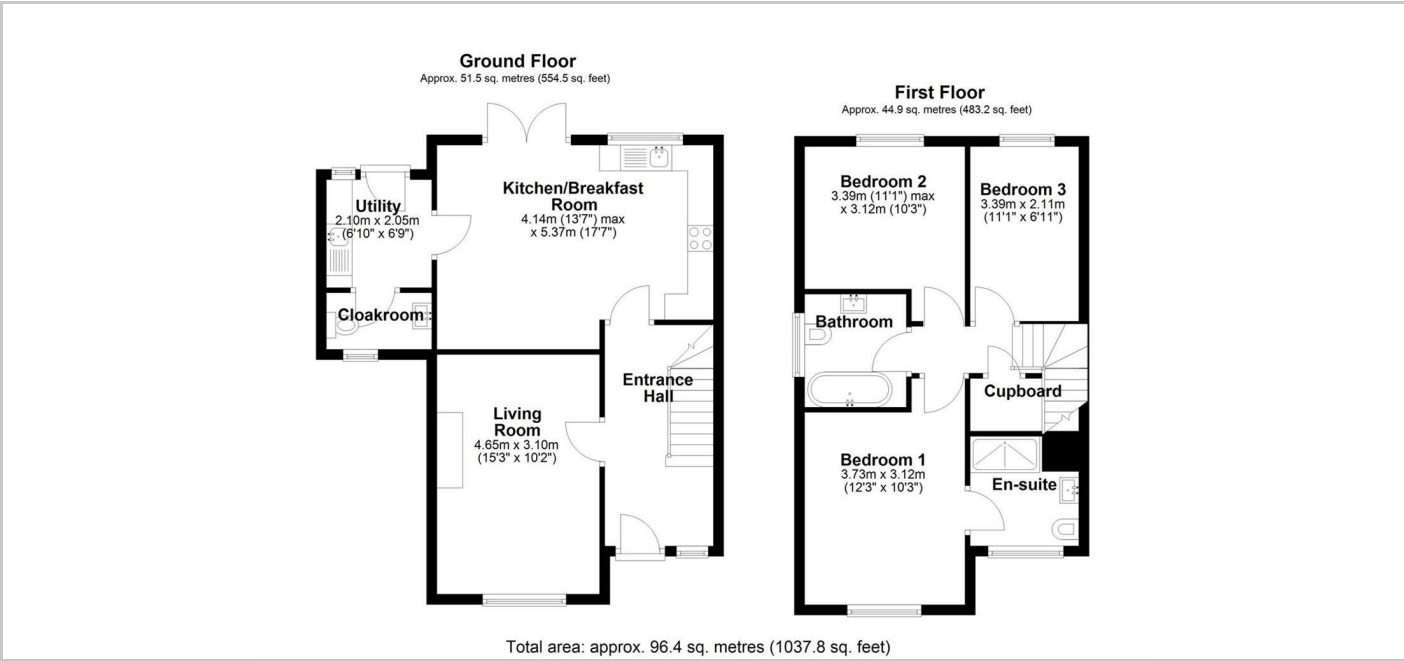 Ground Floor
Approx. 51.5 sq. metres (554.5 sq. feet)
Utility
2.10m x 2.05m
(6'10" x 6'9")
Kitchen/Breakfast
Room
4.14m (13'7") max
x 5.37m (17'7")
Cloakroom
Living
Room
4.65m x 3.10m
(15'3" x 10'2")
Entrance
Hall
First Floor
Approx. 44.9 sq. metres (483.2 sq. feet)
Bedroom 2
3.39m (11'1") max
x 3.12m (10'3")
Bedroom 3
3.39m x 2.11m
(11'1" x 6'11")
Bathroom
Cupboard
Bedroom 1
3.73m x 3.12m
(12'3" x 10'3")
En-suite
Total area: approx. 96.4 sq. metres (1037.8 sq. feet)